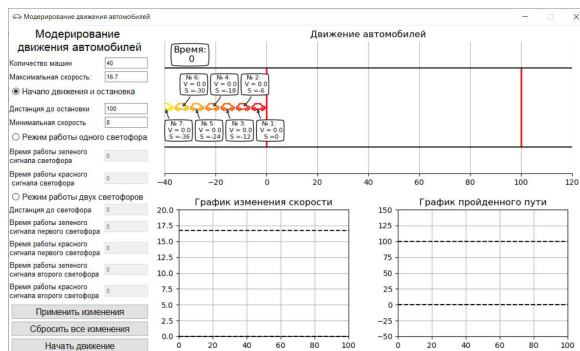 Модерирование движения автомобилей
Модерирование
движения автомобилей
Количество машин 40
Максимальная скорость: 16.7
Начало движения и остановка
Дистанция до остановки 100
Минимальная скорость 0
Режим работы одного светофора
Время работы зеленого
сигнала светофора 0
Время работы красного
сигнала светофора 0
Режим работы двух светофоров
Дистанция до светофора 0
Время работы зеленого
сигнала первого светофора 0
Время работы красного
сигнала первого светофора 0
Время работы зеленого
сигнала второго светофора 0
Время работы красного
сигнала второго светофора 0
Применить изменения
Сбросить все изменения
Начать движение
Движение автомобилей
Время:
0
№ 6:
V = 0.0
S =-30
№ 4:
V = 0.0
S =-18
№ 2:
V = 0.0
S =-6
№ 7:
V = 0.0
S =-36
№ 5:
V = 0.0
S =-24
№ 3:
V = 0.0
S =-12
№ 1:
V = 0.0
S =0
−40 −20 0 20 40 60 80 100 120
График изменения скорости
20.0
17.5
15.0
12.5
10.0
7.5
5.0
2.5
0.0
0 20 40 60 80 100
График пройденного пути
150
125
100
75
50
25
0
−25
−50
0 20 40 60 80 100